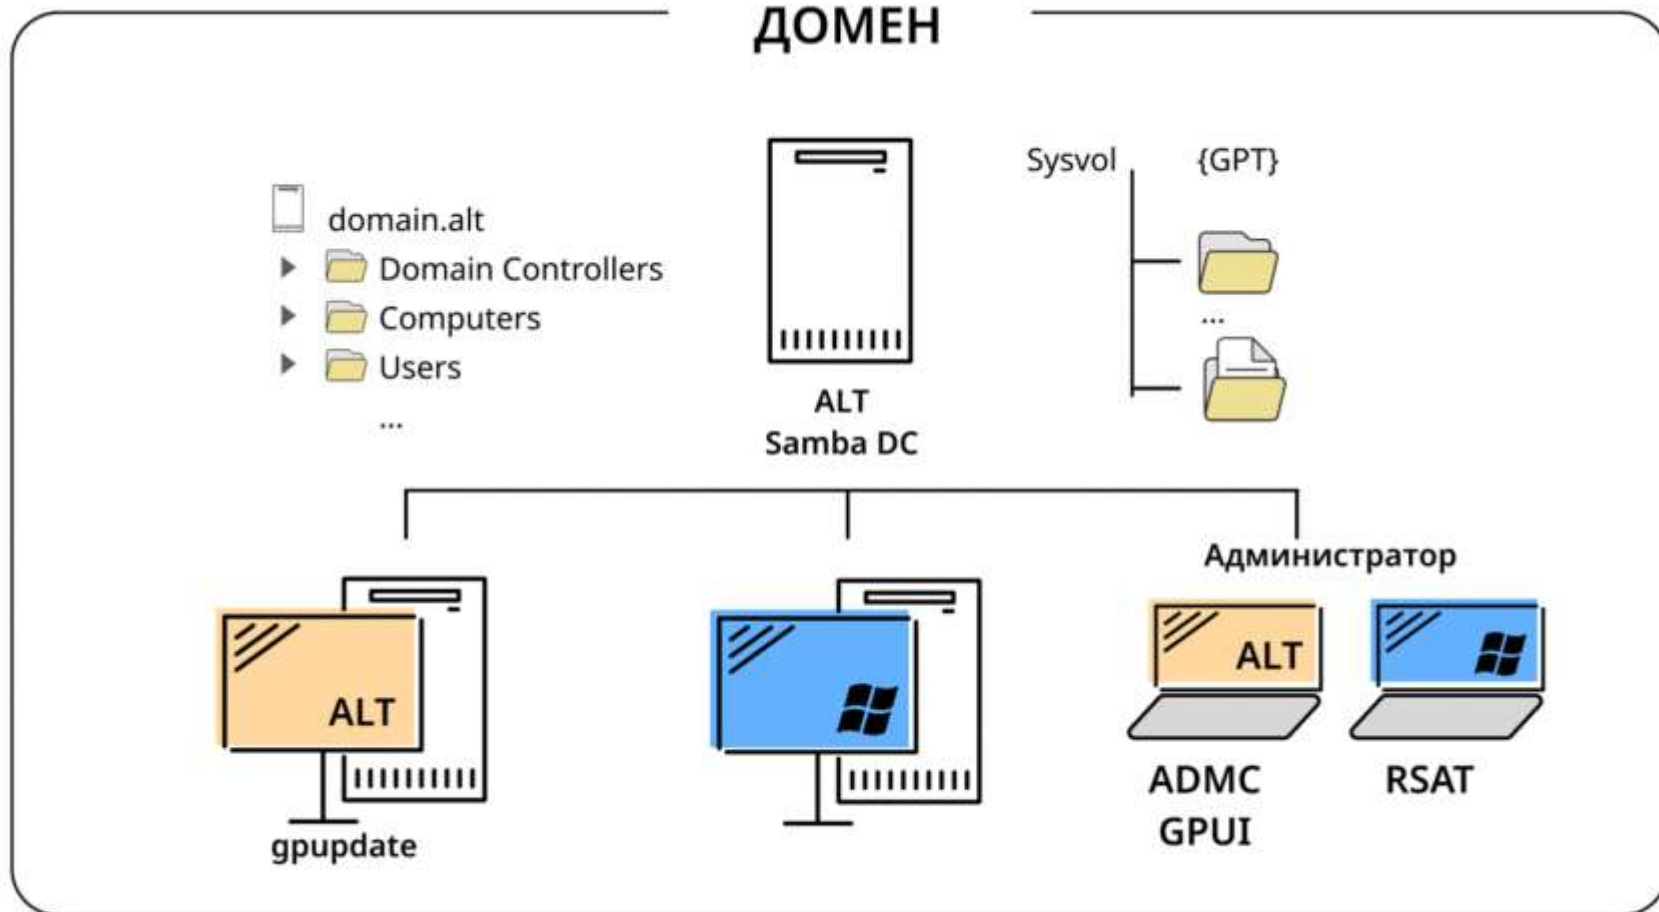 ДОМЕН
domain.alt
Domain Controllers
Computers
Users
...
ALT
Samba DC
Sysvol {GPT}
...
Администратор
ALT
gpupdate
ALT
ADMC
GPUI
RSAT